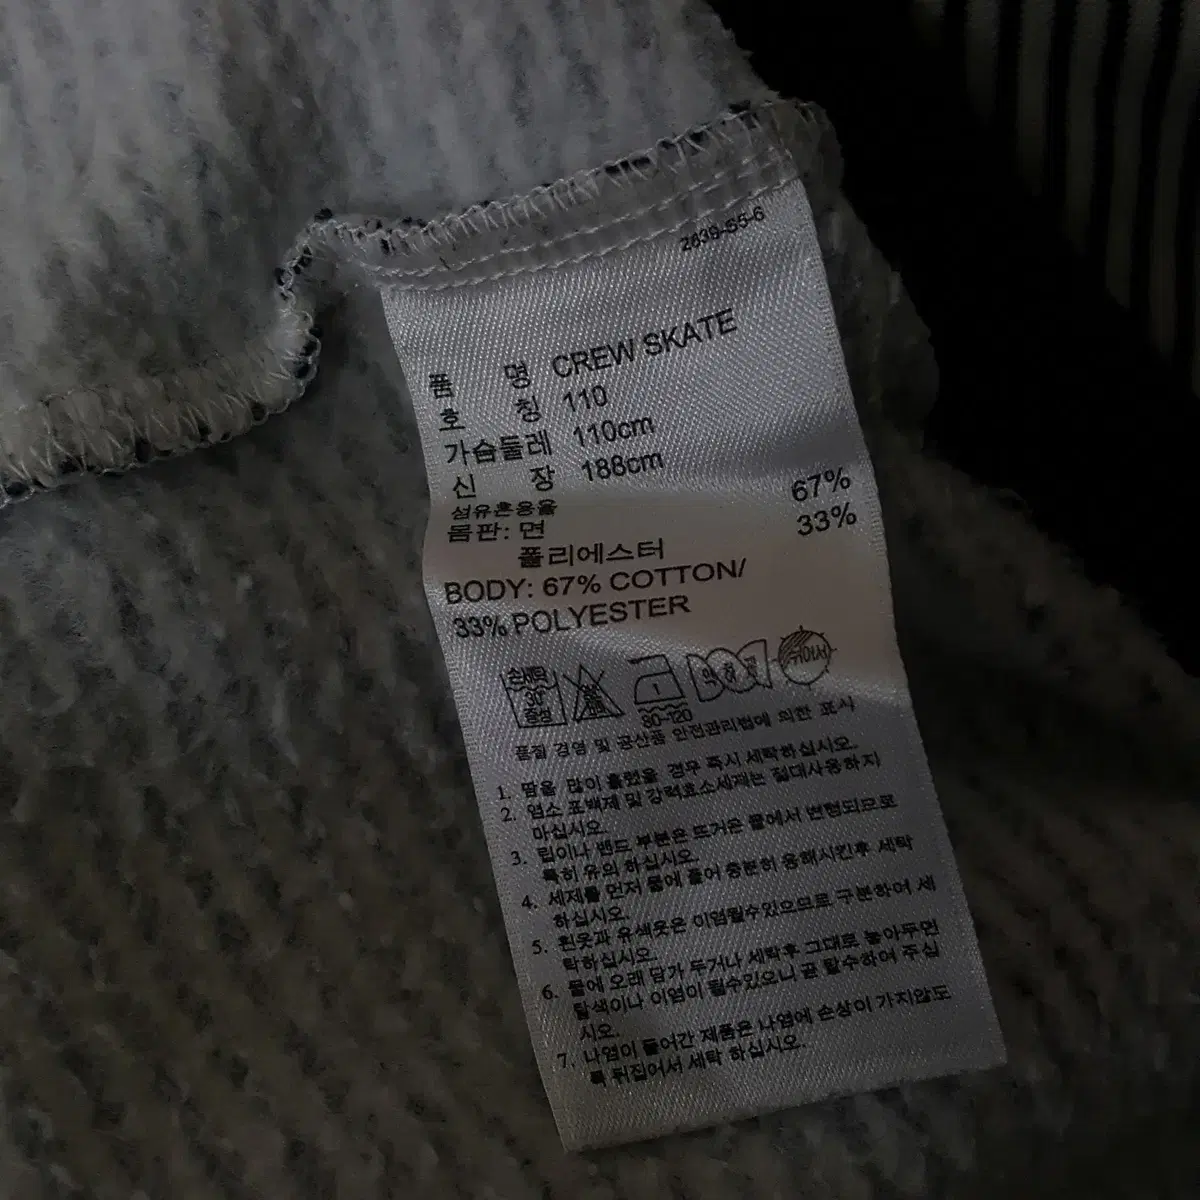 2639-S5-6
품 명 CREW SKATE
호 칭 110
가슴둘레 110cm
신 장 188cm
섬유혼용율
몸판: 면 67%
폴리에스터 33%
BODY: 67% COTTON/
33% POLYESTER
손세탁
30°
중성
1
80-120
약하게
뉘어서
품질 경영 및 공산품 안전관리법에 의한 표시
1. 땀을 많이 흘렸을 경우 즉시 세탁하십시오.
2. 염소 표백제 및 강력효소세재는 절대사용하지
마십시오.
3. 립이나 밴드 부분은 뜨거은 물에서 변형되므로
특히 유의 하십시오.
4. 세제를 먼저 물에 풀어 충분히 용해시킨후 세탁
하십시오.
5. 흰옷과 유색옷은 이염될수있으므로 구분하여 세
탁하십시오.
6. 물에 오래 담가 두거나 세탁후 그대로 놓아두면
탈색이나 이염이 될수있으니 곧 탈수하여 주십
시오.
7. 나염이 들어간 제품은 나염에 손상이 가지않도
록 뒤집어서 세탁 하십시오.